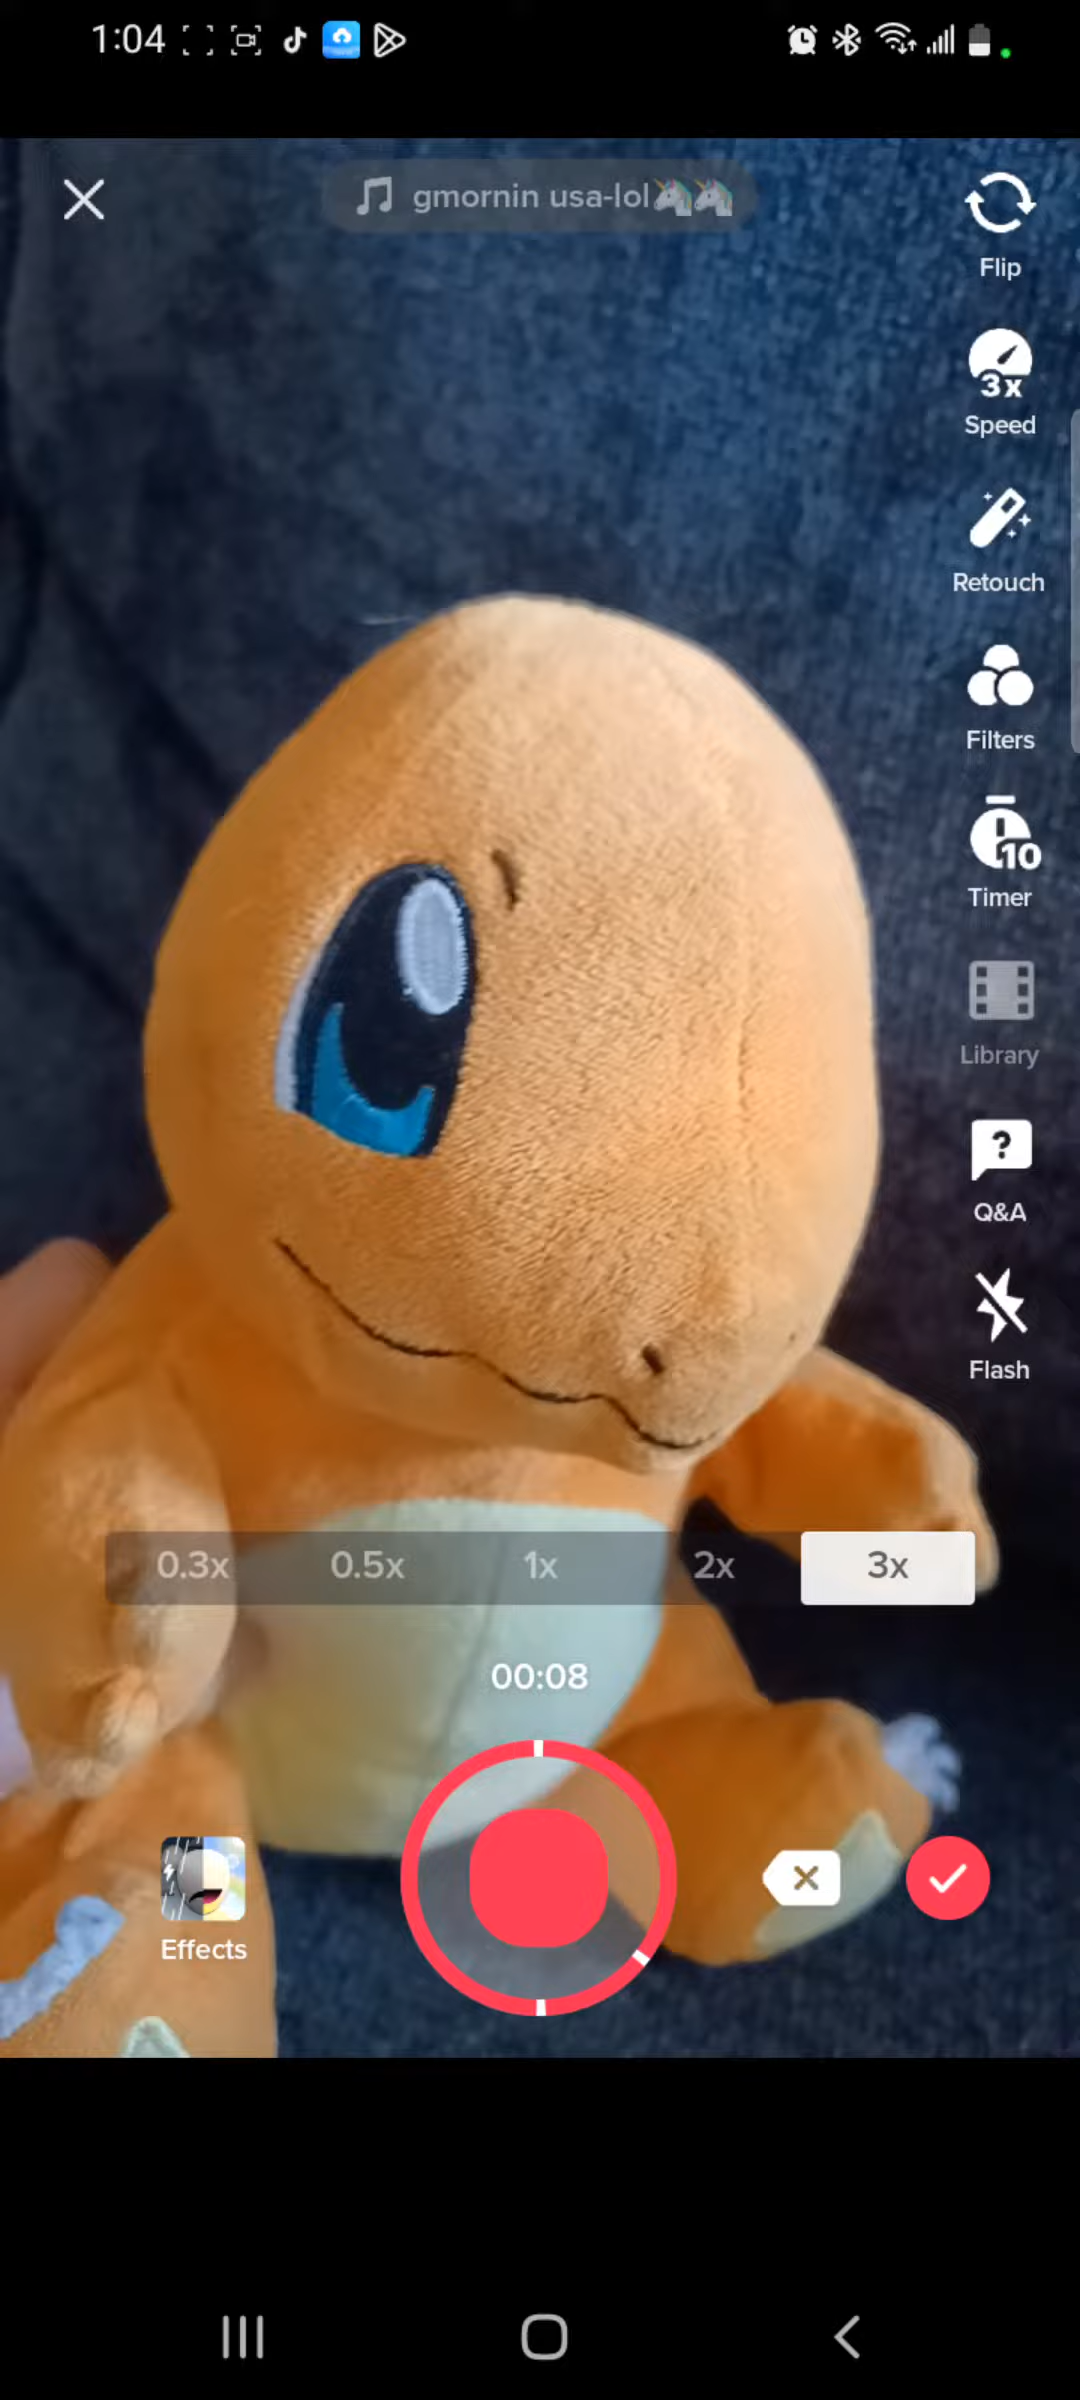 1:04
gmornin usa-lol🦄🦄
Flip
3x
Speed
Retouch
Filters
10
Timer
Library
?
Q&A
Flash
0.3x 0.5x 1x 2x 3x
00:08
Effects